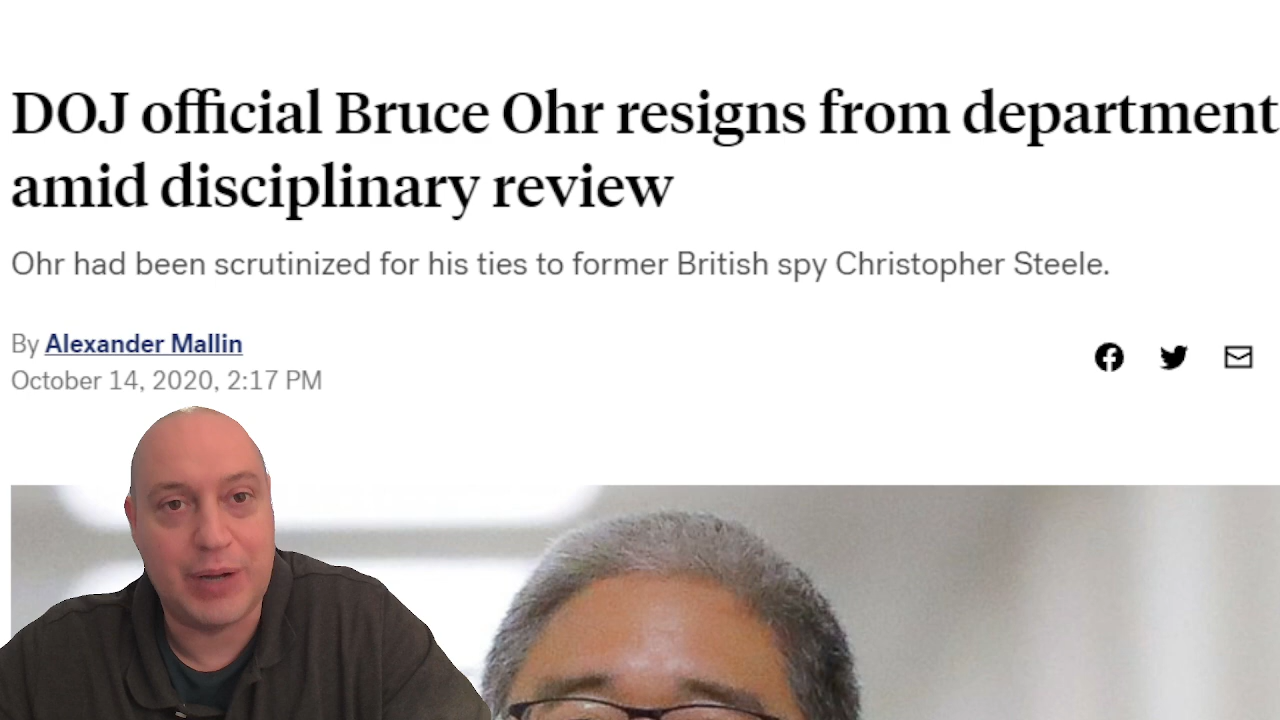 DOJ official Bruce Ohr resigns from department
amid disciplinary review
Ohr had been scrutinized for his ties to former British spy Christopher Steele.
By Alexander Mallin
October 14, 2020, 2:17 PM